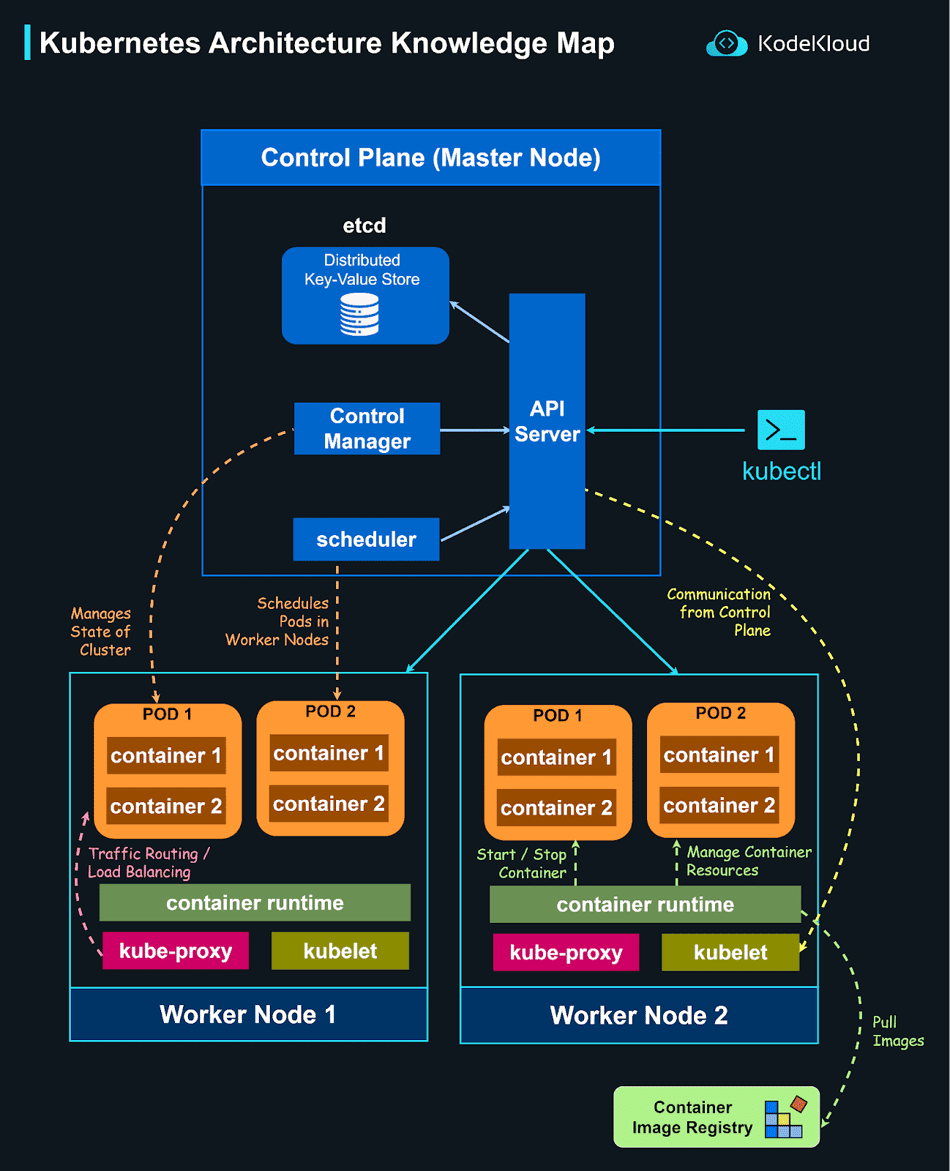 Kubernetes Architecture Knowledge Map
KodeKloud
Control Plane (Master Node)
etcd
Distributed
Key-Value Store
Control
Manager
API
Server
kubectl
scheduler
Manages
State of
Cluster
Schedules
Pods in
Worker Nodes
Communication
from Control
Plane
POD 1
container 1
container 2
POD 2
container 1
container 2
Traffic Routing /
Load Balancing
container runtime
kube-proxy
kubelet
Worker Node 1
POD 1
container 1
container 2
POD 2
container 1
container 2
Start / Stop
Container
Manage Container
Resources
container runtime
kube-proxy
kubelet
Worker Node 2
Pull
Images
Container
Image Registry